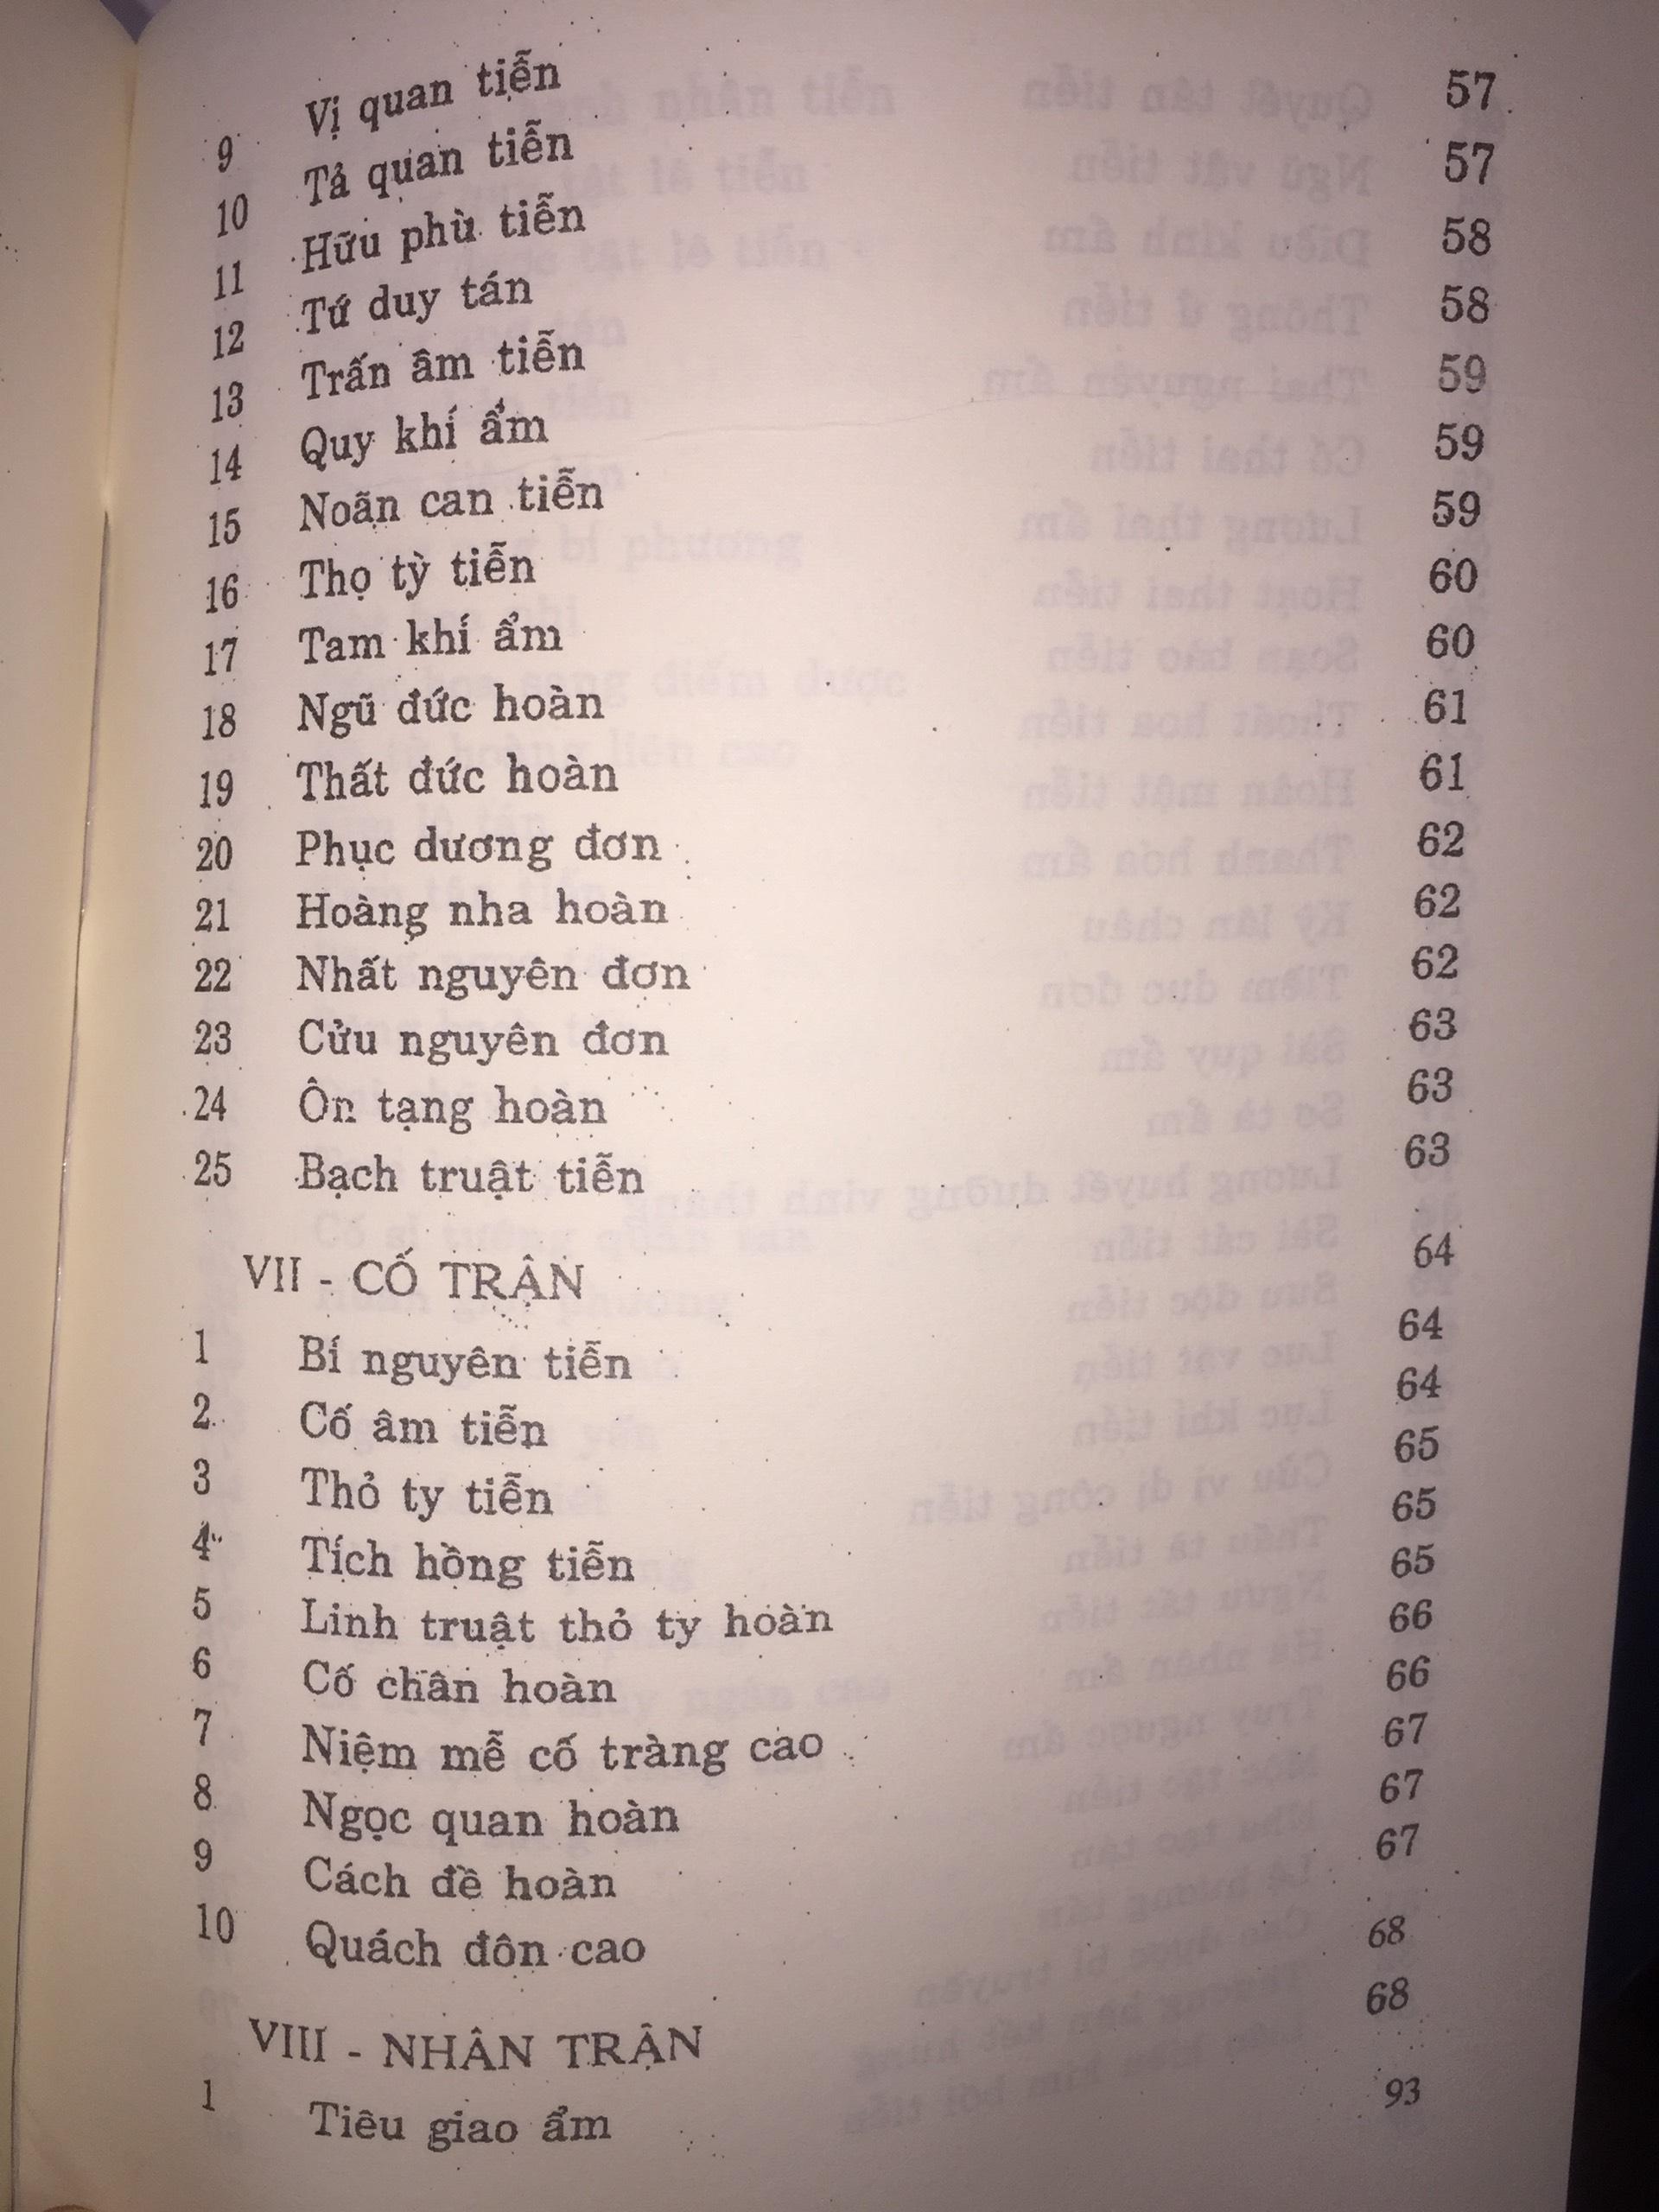 9 Vị quan tiễn 57
10 Tả quan tiễn 57
11 Hữu phù tiễn 58
12 Tứ duy tán 58
13 Trấn âm tiễn 59
14 Quy khí ẩm 59
15 Noãn can tiễn 59
16 Thọ tỳ tiễn 60
17 Tam khí ẩm 60
18 Ngũ đức hoàn 61
19 Thất đức hoàn 61
20 Phục dương đơn 62
21 Hoàng nha hoàn 62
22 Nhất nguyên đơn 62
23 Cửu nguyên đơn 63
24 Ôn tạng hoàn 63
25 Bạch truật tiễn 63
VII - CỐ TRẬN 64
1 Bí nguyên tiễn 64
2 Cố âm tiễn 64
3 Thỏ ty tiễn 65
4 Tích hồng tiễn 65
5 Linh truật thỏ ty hoàn 65
6 Cố chân hoàn 66
7 Niệm mễ cố tràng cao 66
8 Ngọc quan hoàn 67
9 Cách đề hoàn 67
10 Quách đôn cao 67
VIII - NHÂN TRẬN 68
1 Tiêu giao ẩm 68
93